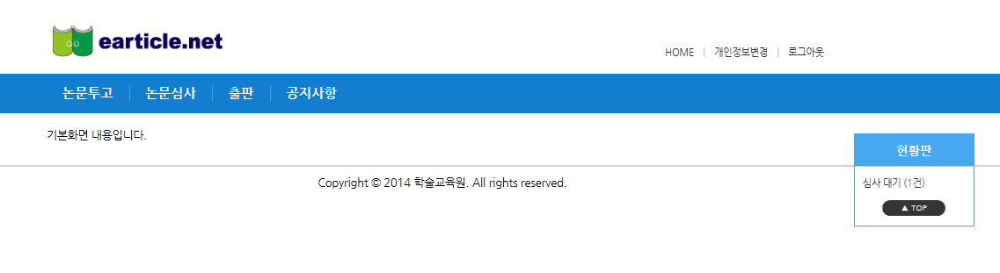 earticle.net
HOME | 개인정보변경 | 로그아웃
논문투고 | 논문심사 | 출판 | 공지사항
기본화면 내용입니다.
현황판
심사 대기 (1건)
▲ TOP
Copyright © 2014 학술교육원. All rights reserved.